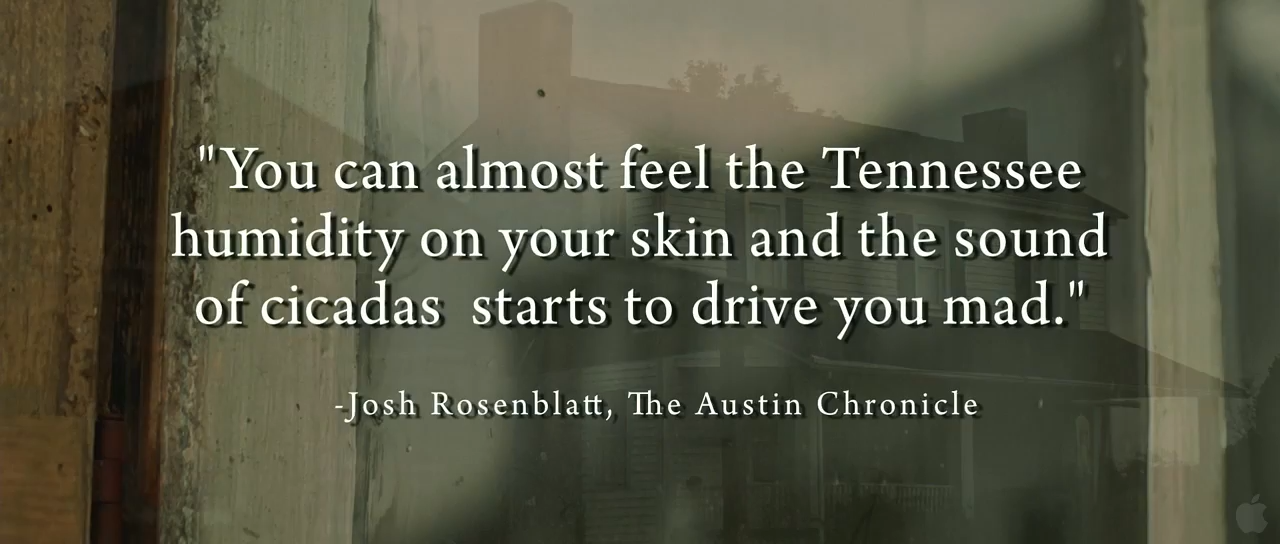 "You can almost feel the Tennessee
humidity on your skin and the sound
of cicadas  starts to drive you mad."
-Josh Rosenblatt, The Austin Chronicle